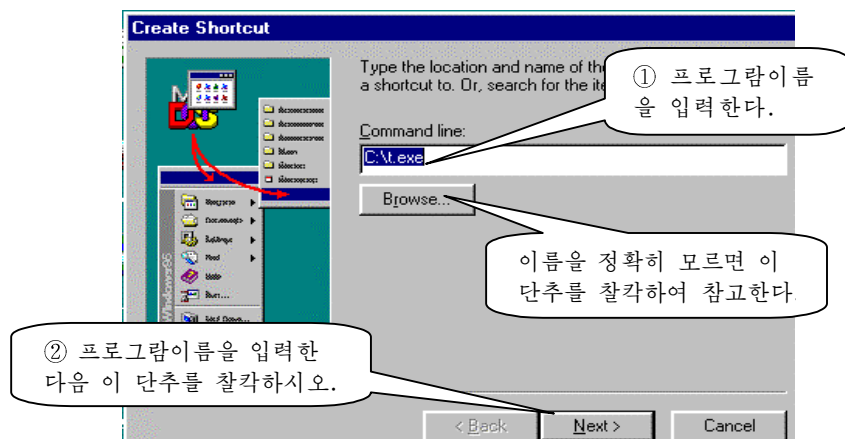 Create Shortcut
Type the location and name of the
a shortcut to. Or, search for the ite
① 프로그람이름
을 입력한다.
Command line:
C:\t.exe
Browse...
이름을 정확히 모르면 이
단추를 찰칵하여 참고한다.
Windows95
② 프로그람이름을 입력한
다음 이 단추를 찰칵하시오.
< Back
Next >
Cancel